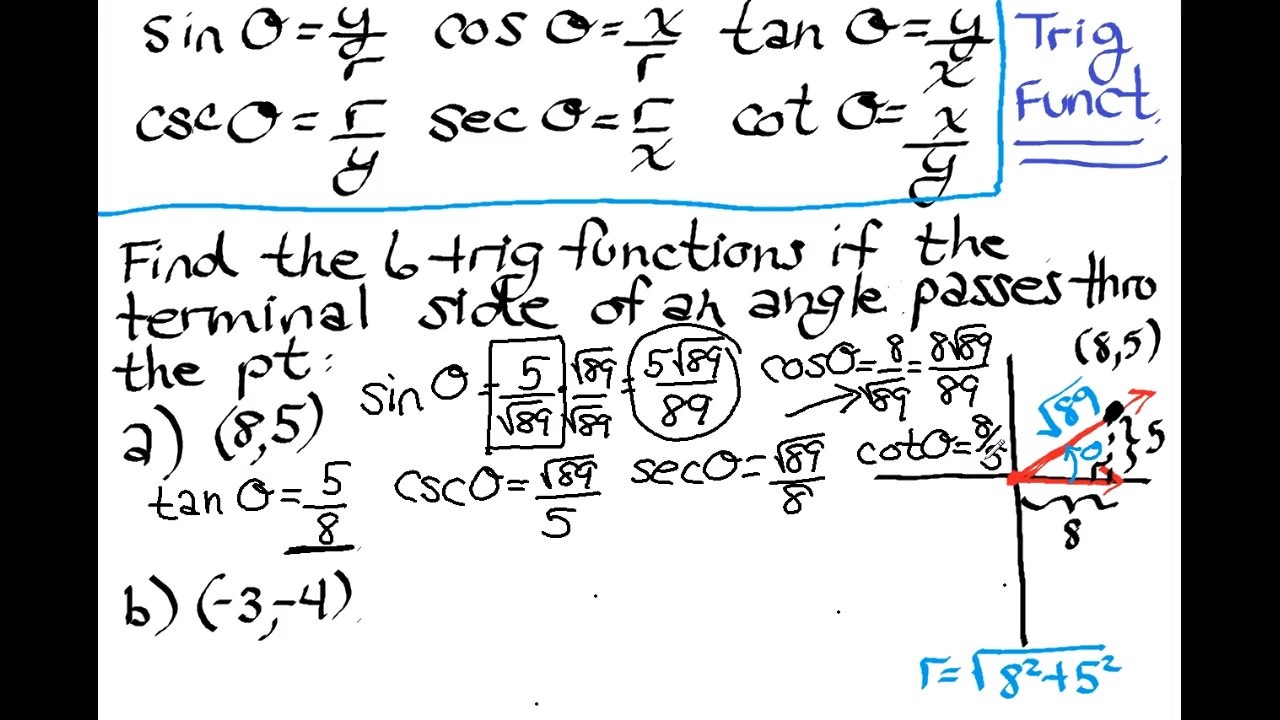 sin θ = y/r cos θ = x/r tan θ = y/x Trig
csc θ = r/y sec θ = r/x cot θ = x/y Funct.
Find the 6 trig functions if the
terminal side of an angle passes thro
the pt:
(8,5)
sin θ = 5/√89 · √89/√89 = 5√89/89 cos θ = 8/√89 = 8√89/89
a) (8,5)
√89
5
θ
8
cot θ = 8/5
tan θ = 5/8 csc θ = √89/5 sec θ = √89/8
b) (-3,-4)
r = √8²+5²